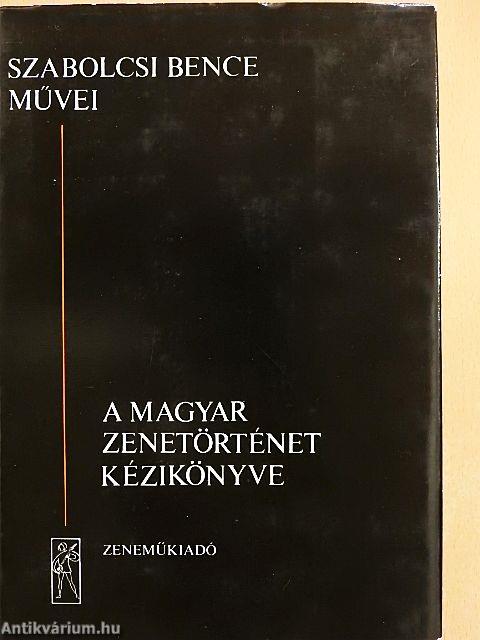 SZABOLCSI BENCE
MŰVEI
A MAGYAR
ZENETÖRTÉNET
KÉZIKÖNYVE
ZENEMŰKIADÓ
Antikvárium.hu